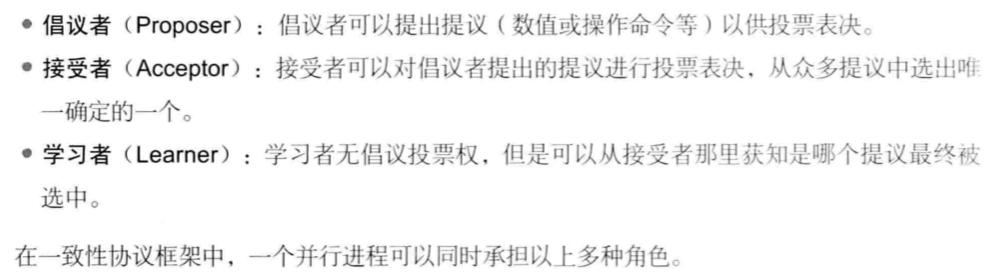 ● 倡议者（Proposer）：倡议者可以提出提议（数值或操作命令等）以供投票表决。
● 接受者（Acceptor）：接受者可以对倡议者提出的提议进行投票表决，从众多提议中选出唯
一确定的一个。
● 学习者（Learner）：学习者无倡议投票权，但是可以从接受者那里获知是哪个提议最终被
选中。
在一致性协议框架中，一个并行进程可以同时承担以上多种角色。